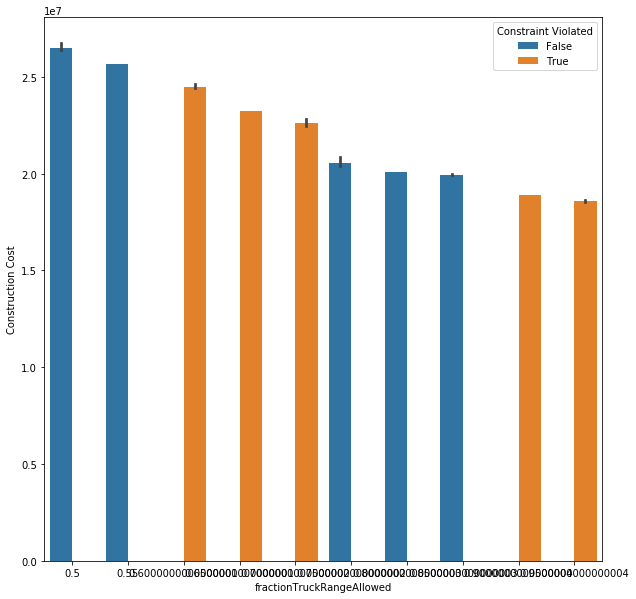 1e7
Constraint Violated
False
True
2.5
2.0
1.5
1.0
0.5
0.0
Construction Cost
0.5
fractionTruckRangeAllowed